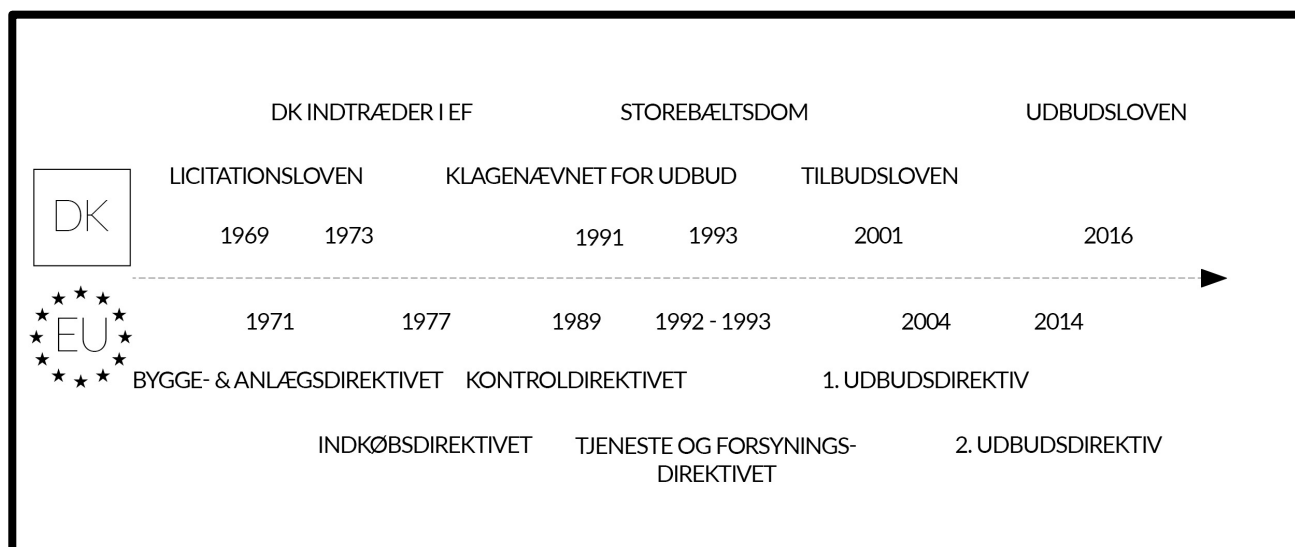 DK INDTRÆDER I EF STOREBÆLTSDOM UDBUDSLOVEN
LICITATIONSLOVEN KLAGENÆVNET FOR UDBUD TILBUDSLOVEN
DK
1969 1973 1991 1993 2001 2016
EU
1971 1977 1989 1992 - 1993 2004 2014
BYGGE- & ANLÆGSDIREKTIVET KONTROLDIREKTIVET 1. UDBUDSDIREKTIV
INDKØBSDIREKTIVET TJENESTE OG FORSYNINGS- 2. UDBUDSDIREKTIV
DIREKTIVET